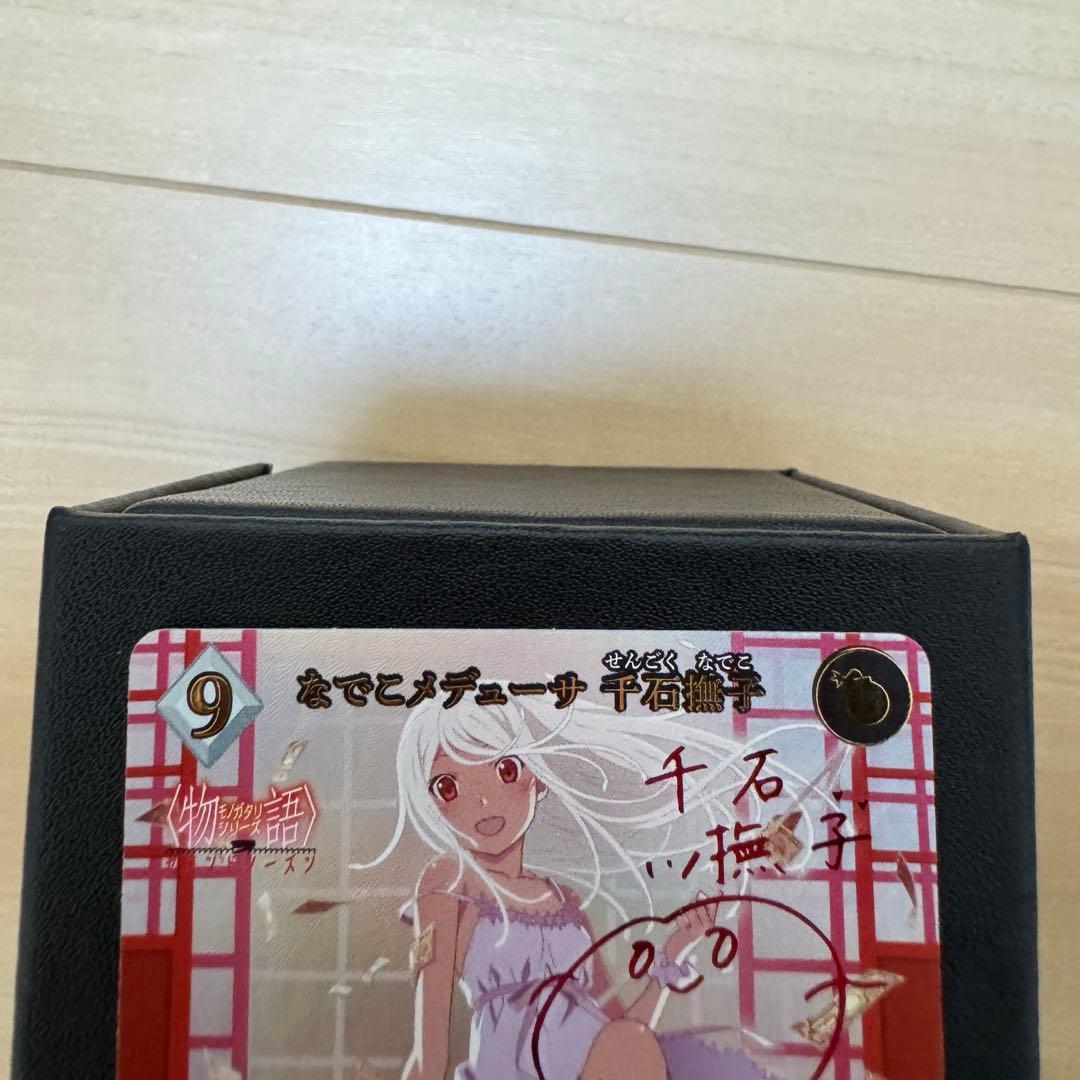 せんごく なでこ
9 なでこメデューサ 千石撫子
〈物語〉
モノガタリ
シリーズ
千石
撫子